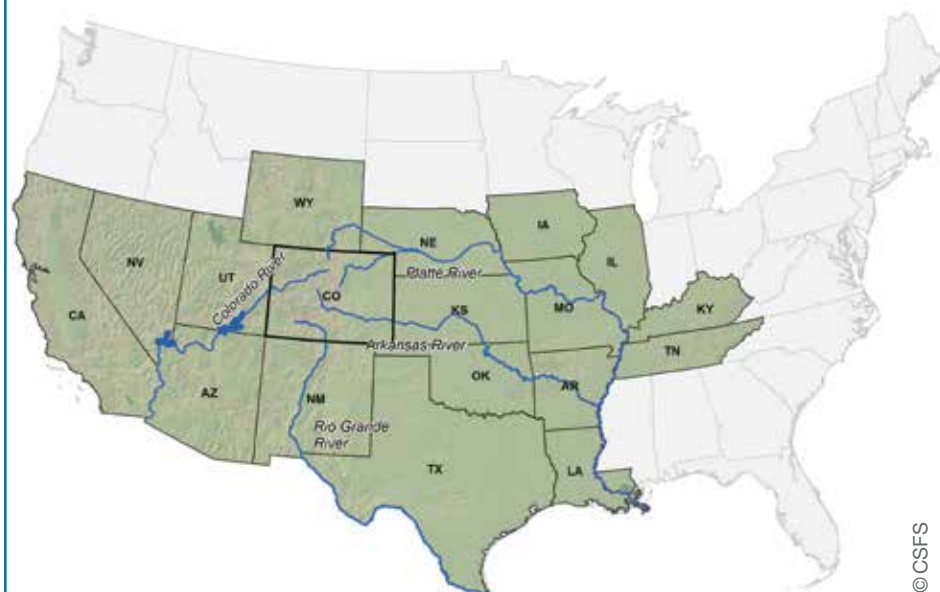 WY
IA
NE
IL
NV
UT
Colorado River
Platte River
CO
KS
MO
KY
CA
Arkansas River
TN
AZ
NM
OK
AR
Rio Grande
River
TX
LA
© CSFS